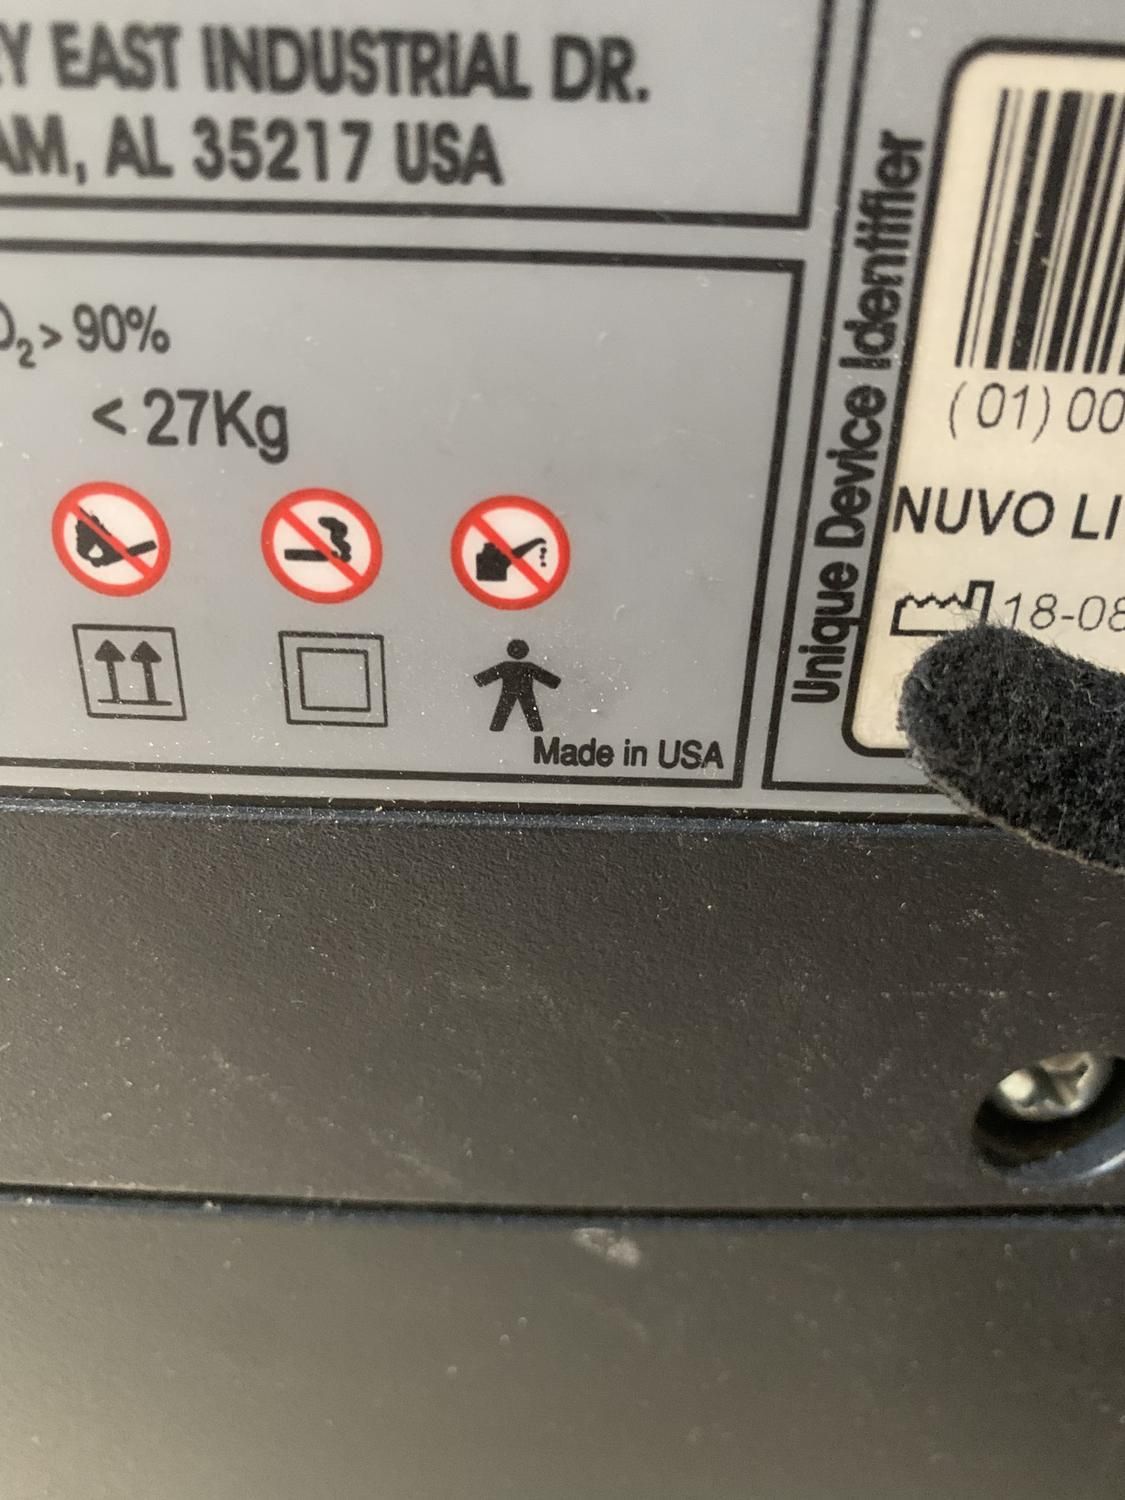 EAST INDUSTRIAL DR.
AL 35217 USA
₂ > 90%
< 27Kg
Made in USA
Unique Device Identifier
(01) 00
NUVO LI
18-08